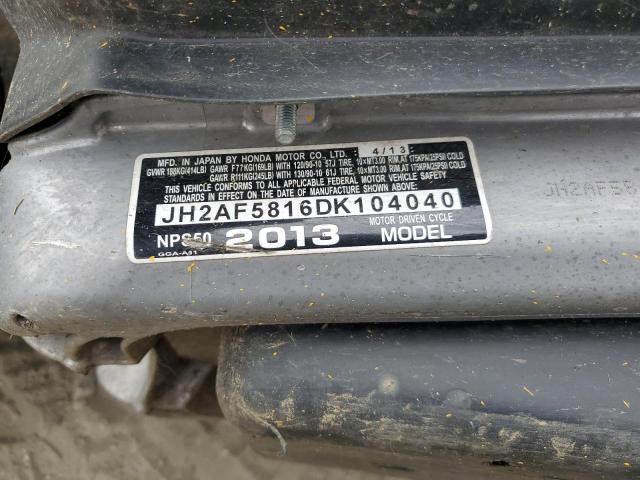 4/13
MFD. IN JAPAN BY HONDA MOTOR CO., LTD.
GVWR 188KG(414LB) GAWR F77KG(169LB) WITH 120/90-10 57J TIRE, 10×MT3.00 RIM, AT 175KPA(25PSI) COLD
GAWR R111KG(245LB) WITH 130/90-10 61J TIRE, 10×MT3.00 RIM, AT 175KPA(25PSI) COLD
THIS VEHICLE CONFORMS TO ALL APPLICABLE FEDERAL MOTOR VEHICLE SAFETY
STANDARDS IN EFFECT ON THE DATE OF MANUFACTURE SHOWN ABOVE.
JH2AF5816DK104040
MOTOR DRIVEN CYCLE
NPS50 2013 MODEL
GGA-A31
JH2AF58